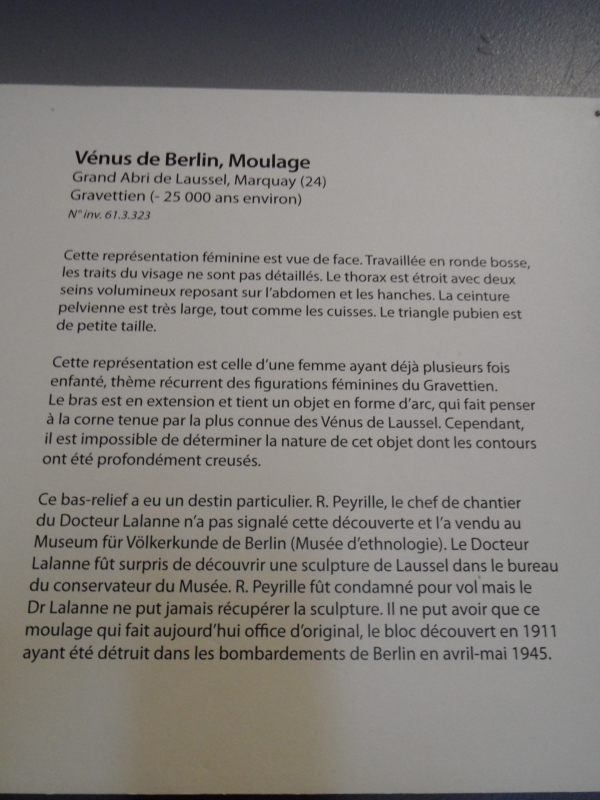 Vénus de Berlin, Moulage
Grand Abri de Laussel, Marquay (24)
Gravettien (- 25 000 ans environ)
N° inv. 61.3.323
Cette représentation féminine est vue de face. Travaillée en ronde bosse,
les traits du visage ne sont pas détaillés. Le thorax est étroit avec deux
seins volumineux reposant sur l'abdomen et les hanches. La ceinture
pelvienne est très large, tout comme les cuisses. Le triangle pubien est
de petite taille.
Cette représentation est celle d'une femme ayant déjà plusieurs fois
enfanté, thème récurrent des figurations féminines du Gravettien.
Le bras est en extension et tient un objet en forme d'arc, qui fait penser
à la corne tenue par la plus connue des Vénus de Laussel. Cependant,
il est impossible de déterminer la nature de cet objet dont les contours
ont été profondément creusés.
Ce bas-relief a eu un destin particulier. R. Peyrille, le chef de chantier
du Docteur Lalanne n'a pas signalé cette découverte et l'a vendu au
Museum für Völkerkunde de Berlin (Musée d'ethnologie). Le Docteur
Lalanne fût surpris de découvrir une sculpture de Laussel dans le bureau
du conservateur du Musée. R. Peyrille fût condamné pour vol mais le
Dr Lalanne ne put jamais récupérer la sculpture. Il ne put avoir que ce
moulage qui fait aujourd'hui office d'original, le bloc découvert en 1911
ayant été détruit dans les bombardements de Berlin en avril-mai 1945.